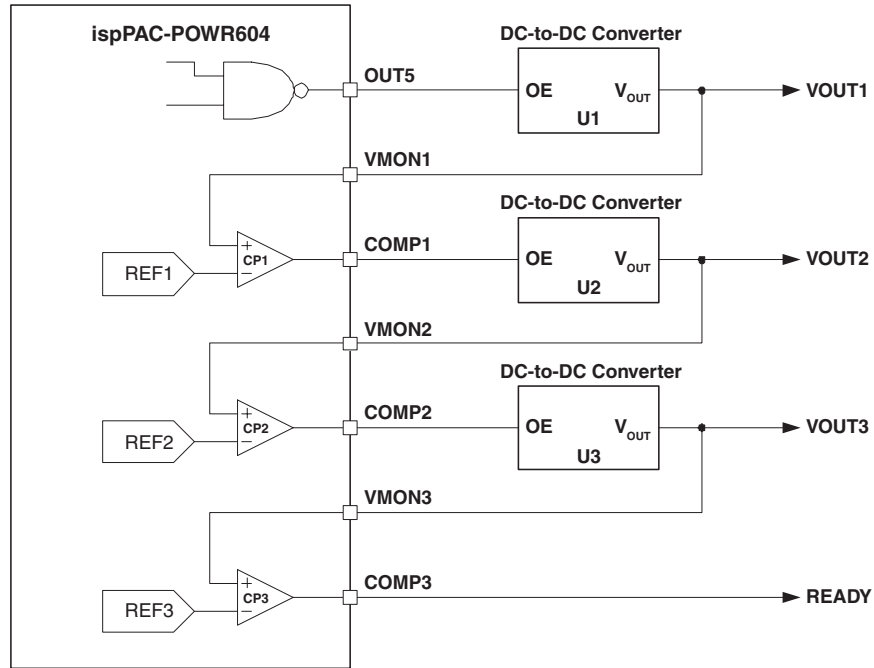 ispPAC-POWR604
DC-to-DC Converter
OUT5
OE
VOUT
U1
VOUT1
VMON1
DC-to-DC Converter
CP1
REF1
COMP1
OE
VOUT
U2
VOUT2
VMON2
DC-to-DC Converter
CP2
REF2
COMP2
OE
VOUT
U3
VOUT3
VMON3
CP3
REF3
COMP3
READY